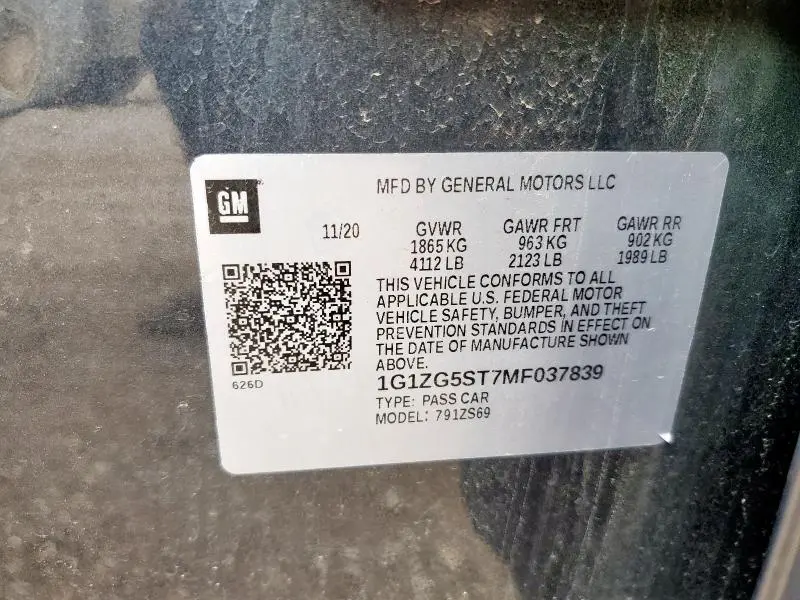 GM
MFD BY GENERAL MOTORS LLC
11/20 GVWR GAWR FRT GAWR RR
1865 KG 963 KG 902 KG
4112 LB 2123 LB 1989 LB
THIS VEHICLE CONFORMS TO ALL
APPLICABLE U.S. FEDERAL MOTOR
VEHICLE SAFETY, BUMPER, AND THEFT
PREVENTION STANDARDS IN EFFECT ON
THE DATE OF MANUFACTURE SHOWN
ABOVE.
626D
1G1ZG5ST7MF037839
TYPE: PASS CAR
MODEL: 791ZS69